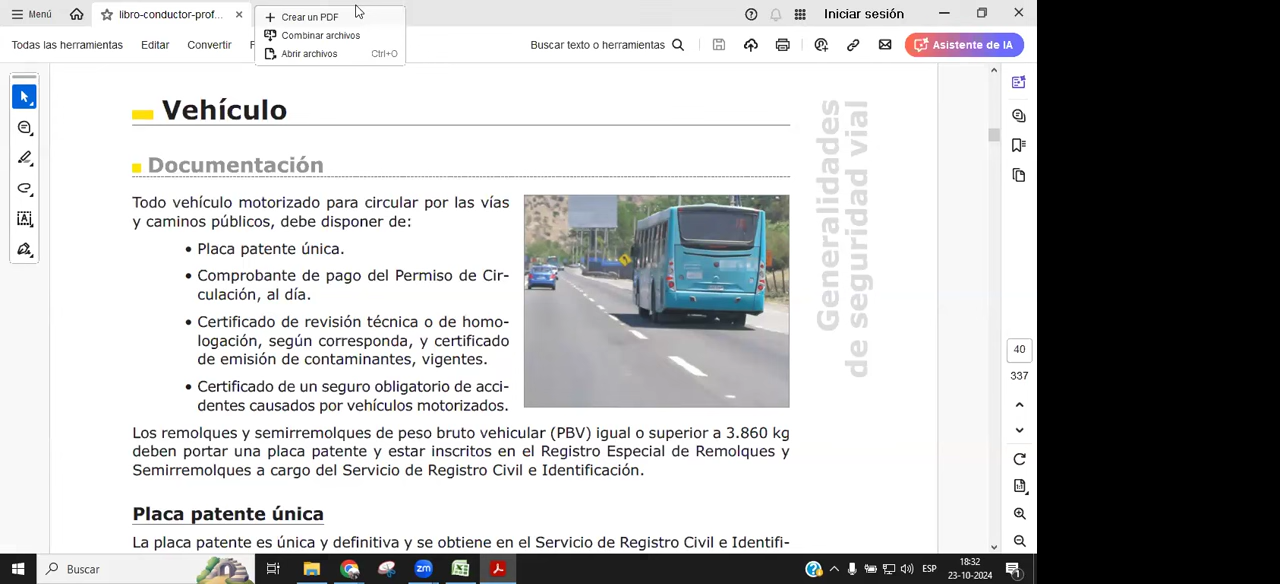 Menú
libro-conductor-prof...
Crear un PDF
Combinar archivos
Abrir archivos Ctrl+O
Iniciar sesión
Todas las herramientas Editar Convertir
Buscar texto o herramientas
Asistente de IA
Vehículo
Documentación
Todo vehículo motorizado para circular por las vías
y caminos públicos, debe disponer de:
• Placa patente única.
• Comprobante de pago del Permiso de Cir-
culación, al día.
• Certificado de revisión técnica o de homo-
logación, según corresponda, y certificado
de emisión de contaminantes, vigentes.
• Certificado de un seguro obligatorio de acci-
dentes causados por vehículos motorizados.
Los remolques y semirremolques de peso bruto vehicular (PBV) igual o superior a 3.860 kg
deben portar una placa patente y estar inscritos en el Registro Especial de Remolques y
Semirremolques a cargo del Servicio de Registro Civil e Identificación.
Placa patente única
La placa patente es única y definitiva y se obtiene en el Servicio de Registro Civil e Identifi-
Generalidades
de seguridad vial
40
337
Buscar
zm
ESP
18:32
23-10-2024
1